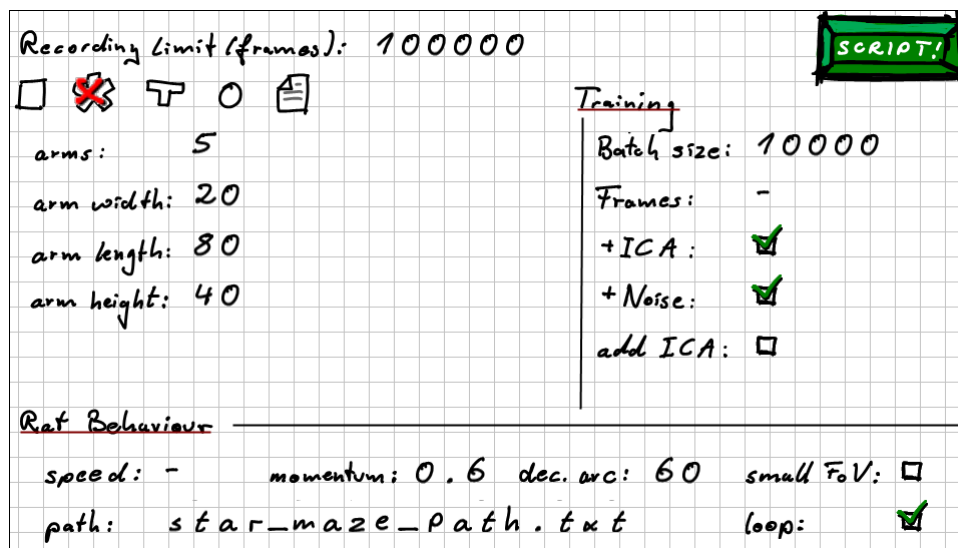 Recording Limit (frames): 100000
SCRIPT!
Training
arms: 5
Batch size: 10000
arm width: 20
Frames: -
arm length: 80
+ICA:
arm height: 40
+Noise:
add ICA:
Rat Behaviour
speed: - momentum: 0.6 dec. arc: 60 small FoV:
path: star_maze_path.txt loop: